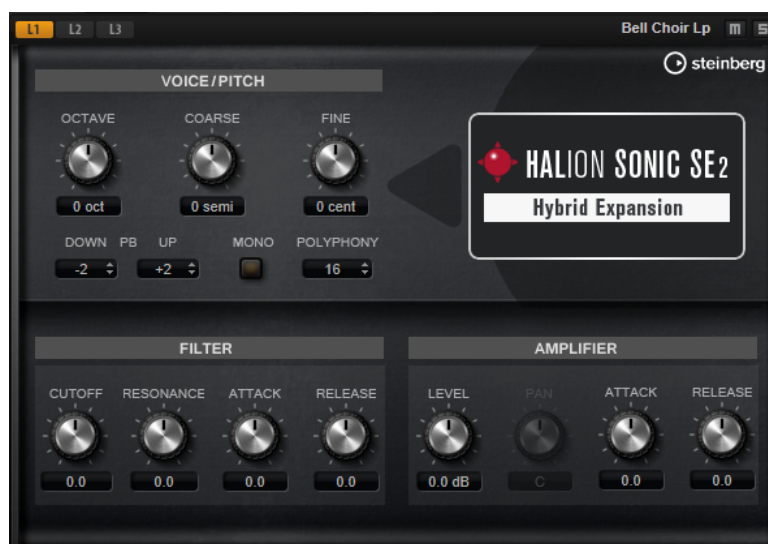 L1 L2 L3 Bell Choir Lp M S
steinberg
VOICE/PITCH
OCTAVE COARSE FINE
0 oct 0 semi 0 cent
HALION SONIC SE2
Hybrid Expansion
DOWN PB UP MONO POLYPHONY
-2 +2 16
FILTER AMPLIFIER
CUTOFF RESONANCE ATTACK RELEASE LEVEL PAN ATTACK RELEASE
0.0 0.0 0.0 0.0 0.0 dB C 0.0 0.0